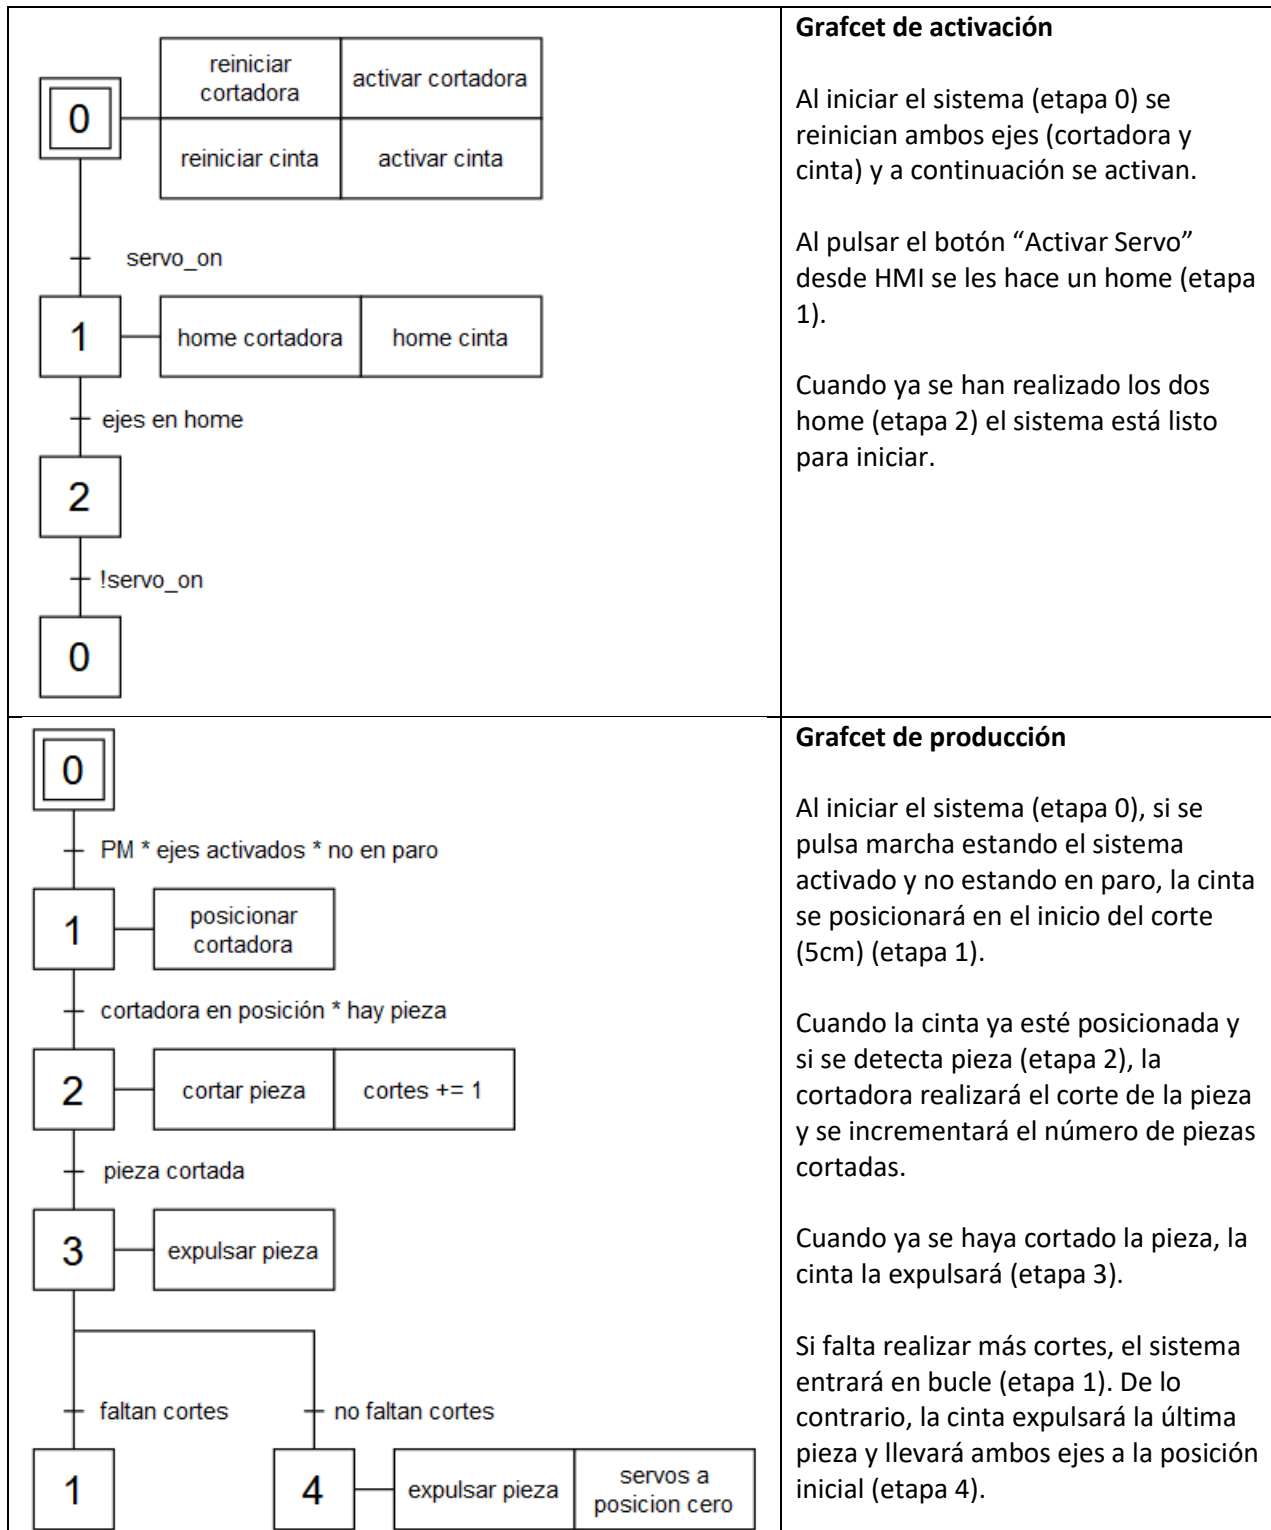 0
reiniciar
cortadora
activar cortadora
reiniciar cinta
activar cinta
servo_on
1
home cortadora
home cinta
ejes en home
2
!servo_on
0
Grafcet de activación
Al iniciar el sistema (etapa 0) se
reinician ambos ejes (cortadora y
cinta) y a continuación se activan.
Al pulsar el botón “Activar Servo”
desde HMI se les hace un home (etapa
1).
Cuando ya se han realizado los dos
home (etapa 2) el sistema está listo
para iniciar.
0
PM * ejes activados * no en paro
1
posicionar
cortadora
cortadora en posición * hay pieza
2
cortar pieza
cortes += 1
pieza cortada
3
expulsar pieza
faltan cortes
no faltan cortes
1
4
expulsar pieza
servos a
posicion cero
Grafcet de producción
Al iniciar el sistema (etapa 0), si se
pulsa marcha estando el sistema
activado y no estando en paro, la cinta
se posicionará en el inicio del corte
(5cm) (etapa 1).
Cuando la cinta ya esté posicionada y
si se detecta pieza (etapa 2), la
cortadora realizará el corte de la pieza
y se incrementará el número de piezas
cortadas.
Cuando ya se haya cortado la pieza, la
cinta la expulsará (etapa 3).
Si falta realizar más cortes, el sistema
entrará en bucle (etapa 1). De lo
contrario, la cinta expulsará la última
pieza y llevará ambos ejes a la posición
inicial (etapa 4).